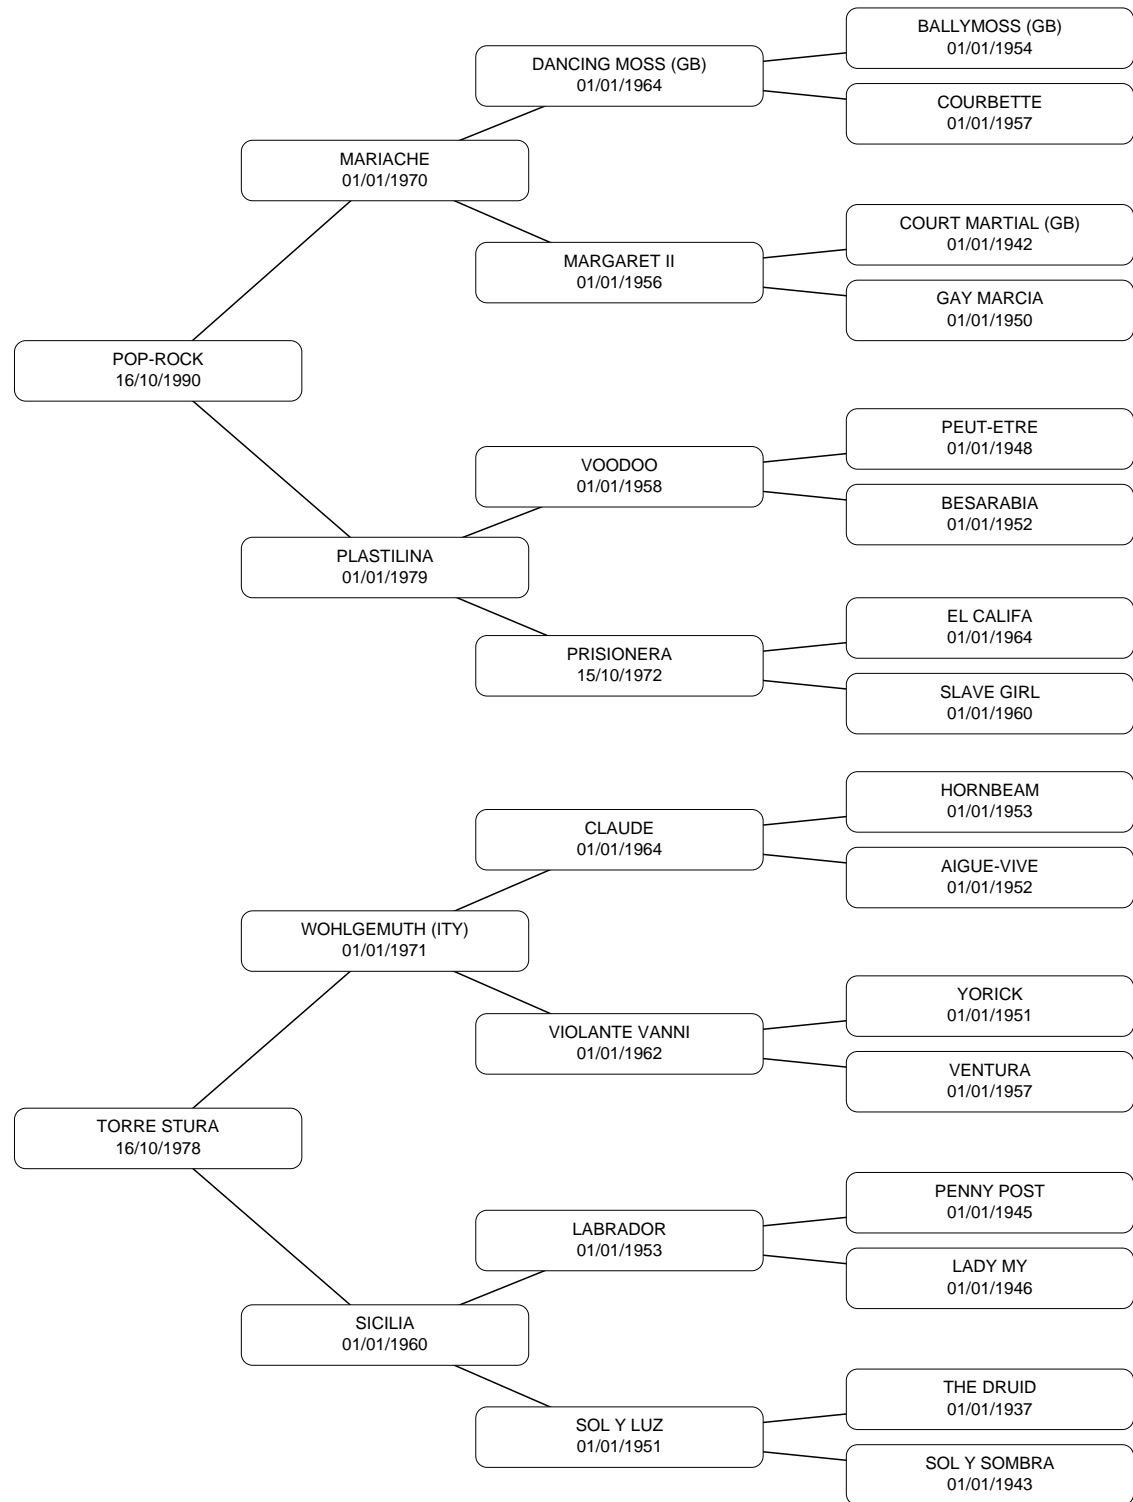 BALLYMOSS (GB)
01/01/1954
DANCING MOSS (GB)
01/01/1964
COURBETTE
01/01/1957
MARIACHE
01/01/1970
COURT MARTIAL (GB)
01/01/1942
MARGARET II
01/01/1956
GAY MARCIA
01/01/1950
POP-ROCK
16/10/1990
PEUT-ETRE
01/01/1948
VOODOO
01/01/1958
BESARABIA
01/01/1952
PLASTILINA
01/01/1979
EL CALIFA
01/01/1964
PRISIONERA
15/10/1972
SLAVE GIRL
01/01/1960
HORNBEAM
01/01/1953
CLAUDE
01/01/1964
AIGUE-VIVE
01/01/1952
WOHLGEMUTH (ITY)
01/01/1971
YORICK
01/01/1951
VIOLANTE VANNI
01/01/1962
VENTURA
01/01/1957
TORRE STURA
16/10/1978
PENNY POST
01/01/1945
LABRADOR
01/01/1953
LADY MY
01/01/1946
SICILIA
01/01/1960
THE DRUID
01/01/1937
SOL Y LUZ
01/01/1951
SOL Y SOMBRA
01/01/1943